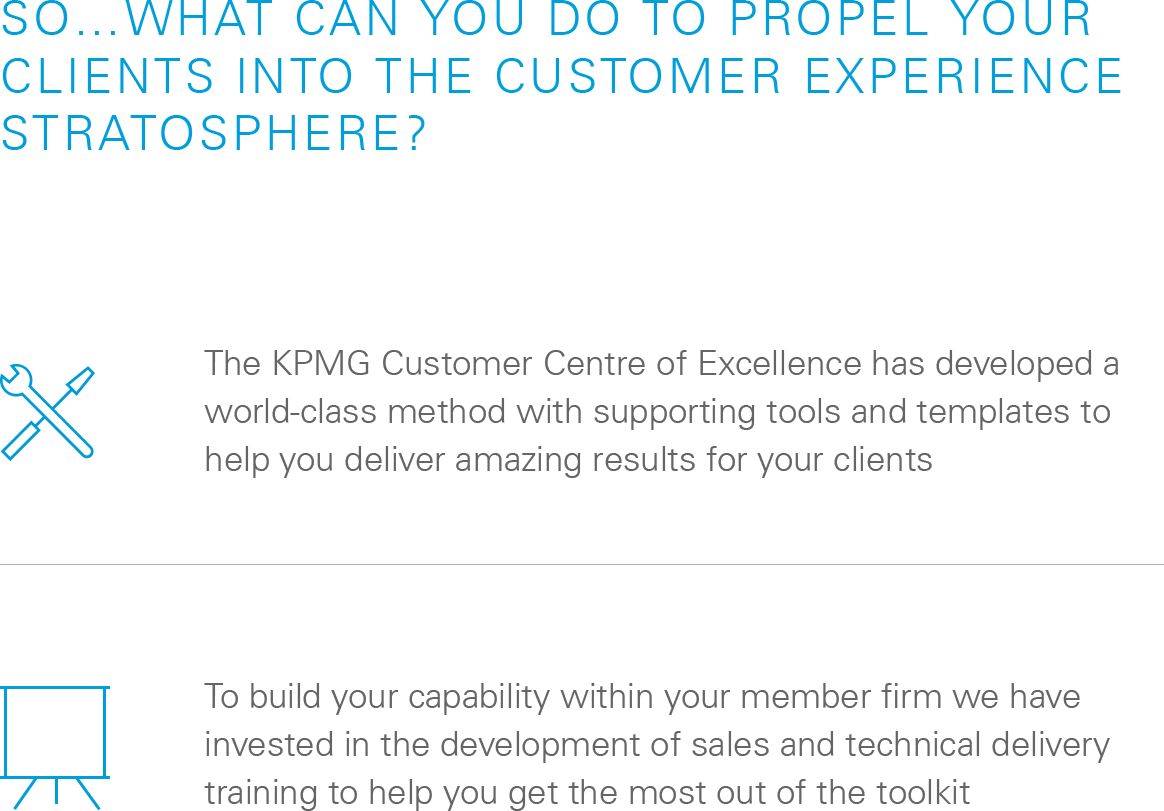 SO...WHAT CAN YOU DO TO PROPEL YOUR
CLIENTS INTO THE CUSTOMER EXPERIENCE
STRATOSPHERE?
The KPMG Customer Centre of Excellence has developed a
world-class method with supporting tools and templates to
help you deliver amazing results for your clients
To build your capability within your member firm we have
invested in the development of sales and technical delivery
training to help you get the most out of the toolkit